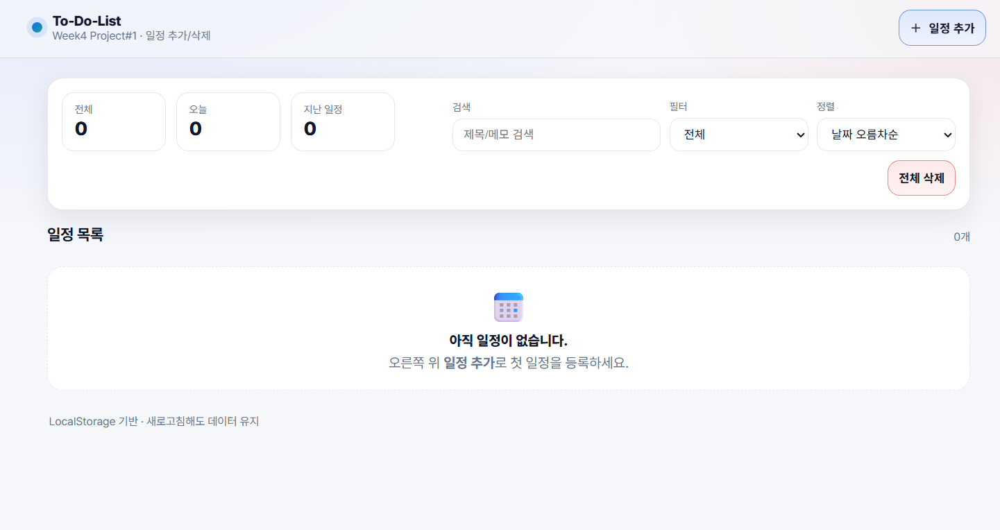 To-Do-List
Week4 Project#1 · 일정 추가/삭제
+ 일정 추가
전체
0
오늘
0
지난 일정
0
검색
제목/메모 검색
필터
전체
정렬
날짜 오름차순
전체 삭제
일정 목록
0개
아직 일정이 없습니다.
오른쪽 위 일정 추가로 첫 일정을 등록하세요.
LocalStorage 기반 · 새로고침해도 데이터 유지